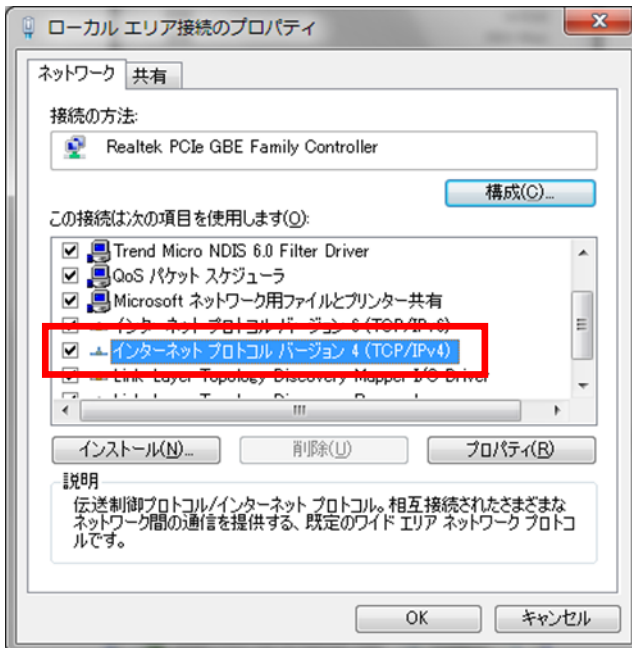 ローカル エリア接続のプロパティ
ネットワーク 共有
接続の方法:
Realtek PCIe GBE Family Controller
構成(C)...
この接続は次の項目を使用します(O):
Trend Micro NDIS 6.0 Filter Driver
QoS パケット スケジューラ
Microsoft ネットワーク用ファイルとプリンター共有
インターネット プロトコル バージョン 6 (TCP/IPv6)
インターネット プロトコル バージョン 4 (TCP/IPv4)
Link-Layer Topology Discovery Mapper I/O Driver
インストール(N)... 削除(U) プロパティ(R)
説明
伝送制御プロトコル/インターネット プロトコル。相互接続されたさまざまな
ネットワーク間の通信を提供する、既定のワイド エリア ネットワーク プロトコ
ルです。
OK キャンセル